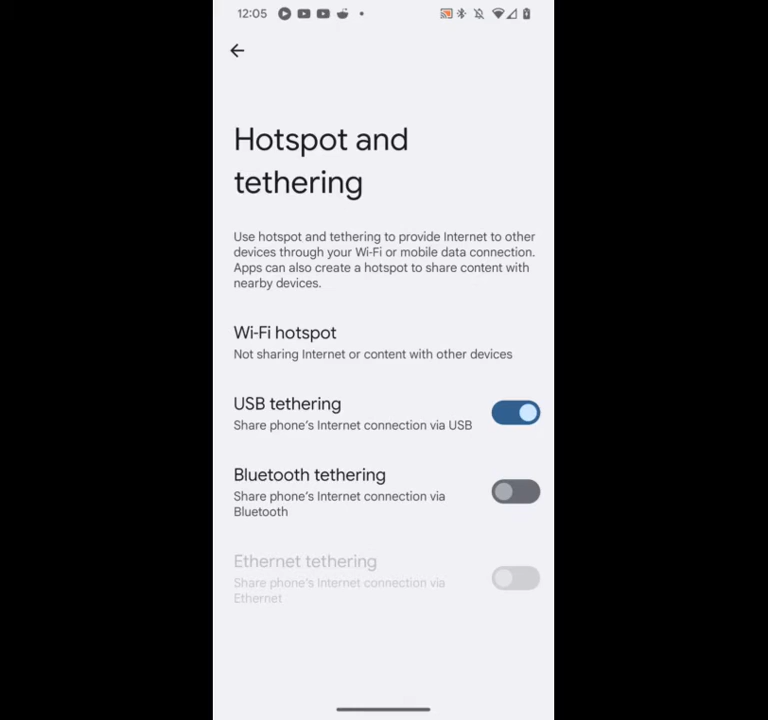 12:05
Hotspot and
tethering
Use hotspot and tethering to provide Internet to other
devices through your Wi-Fi or mobile data connection.
Apps can also create a hotspot to share content with
nearby devices.
Wi-Fi hotspot
Not sharing Internet or content with other devices
USB tethering
Share phone's Internet connection via USB
Bluetooth tethering
Share phone's Internet connection via
Bluetooth
Ethernet tethering
Share phone's Internet connection via
Ethernet